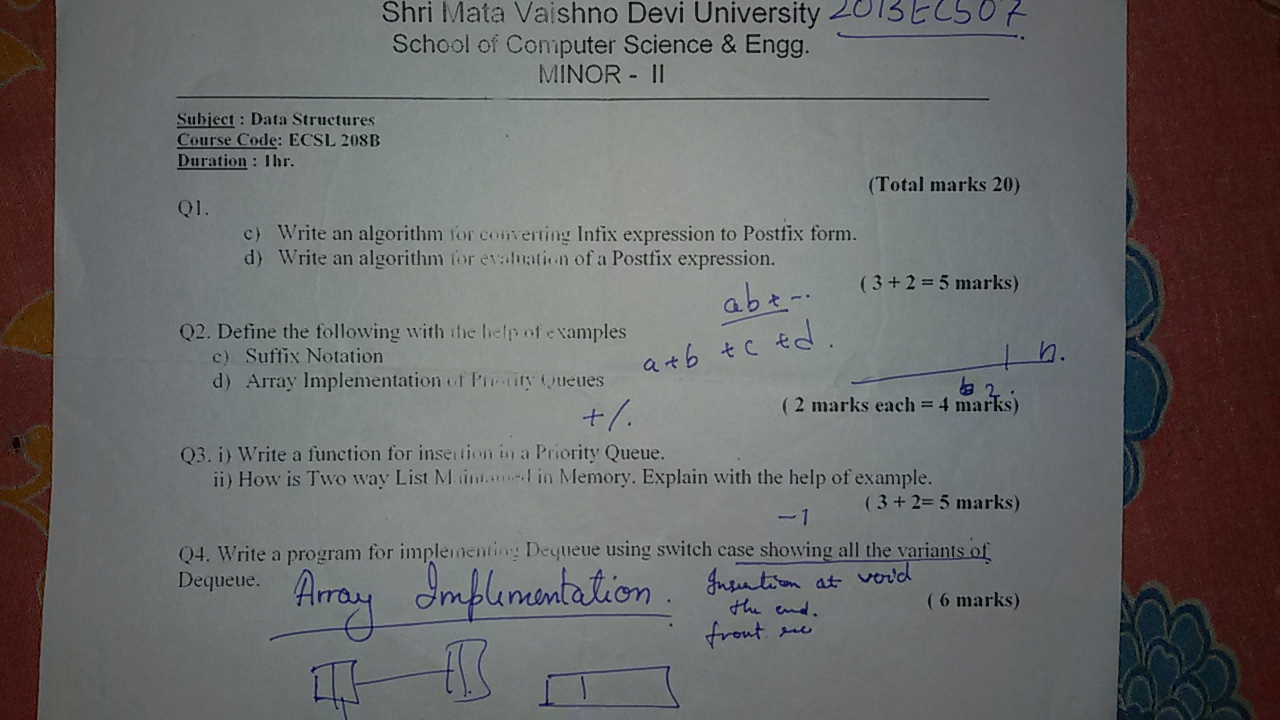 Shri Mata Vaishno Devi University 2013ECS07
School of Computer Science & Engg.
MINOR - II
Subject : Data Structures
Course Code: ECSL 208B
Duration : 1hr.
(Total marks 20)
Q1.
c) Write an algorithm for converting Infix expression to Postfix form.
d) Write an algorithm for evaluation of a Postfix expression.
( 3 + 2 = 5 marks)
ab+-.
Q2. Define the following with the help of examples
c) Suffix Notation
a+b +c +d.
n.
d) Array Implementation of Priority Queues
2.
( 2 marks each = 4 marks)
+/.
Q3. i) Write a function for insertion in a Priority Queue.
ii) How is Two way List Maintained in Memory. Explain with the help of example.
( 3 + 2= 5 marks)
-1
Q4. Write a program for implementing Dequeue using switch case showing all the variants of
Dequeue.
Array Implimentation.
Insertion at void
the end.
front
( 6 marks)